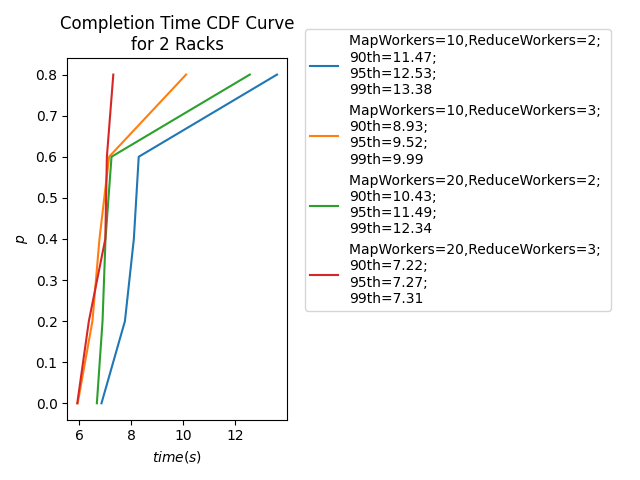 Completion Time CDF Curve
for 2 Racks
0.8
0.7
0.6
0.5
0.4
0.3
0.2
0.1
0.0
p
6 8 10 12
time(s)
MapWorkers=10,ReduceWorkers=2;
90th=11.47;
95th=12.53;
99th=13.38
MapWorkers=10,ReduceWorkers=3;
90th=8.93;
95th=9.52;
99th=9.99
MapWorkers=20,ReduceWorkers=2;
90th=10.43;
95th=11.49;
99th=12.34
MapWorkers=20,ReduceWorkers=3;
90th=7.22;
95th=7.27;
99th=7.31